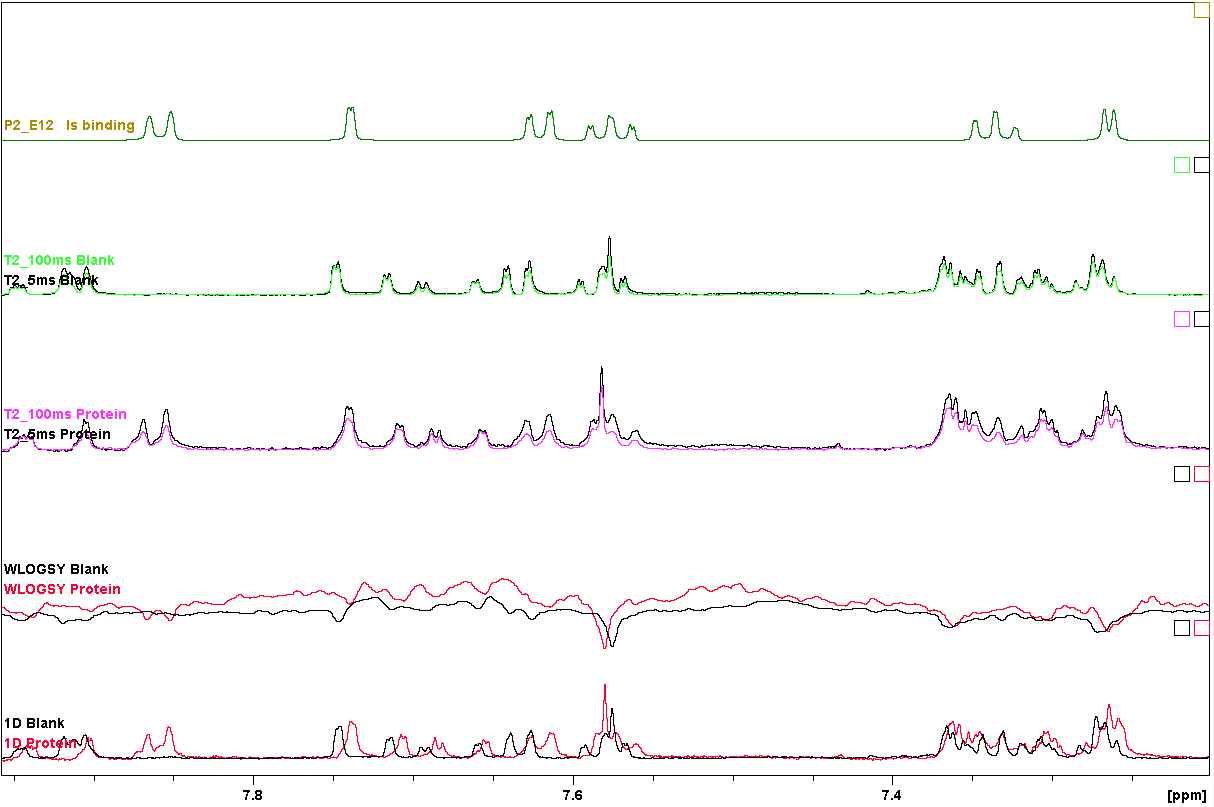 P2_E12 Is binding
T2_100ms Blank
T2_5ms Blank
T2_100ms Protein
T2_5ms Protein
WLOGSY Blank
WLOGSY Protein
1D Blank
1D Protein
7.8 7.6 7.4 [ppm]